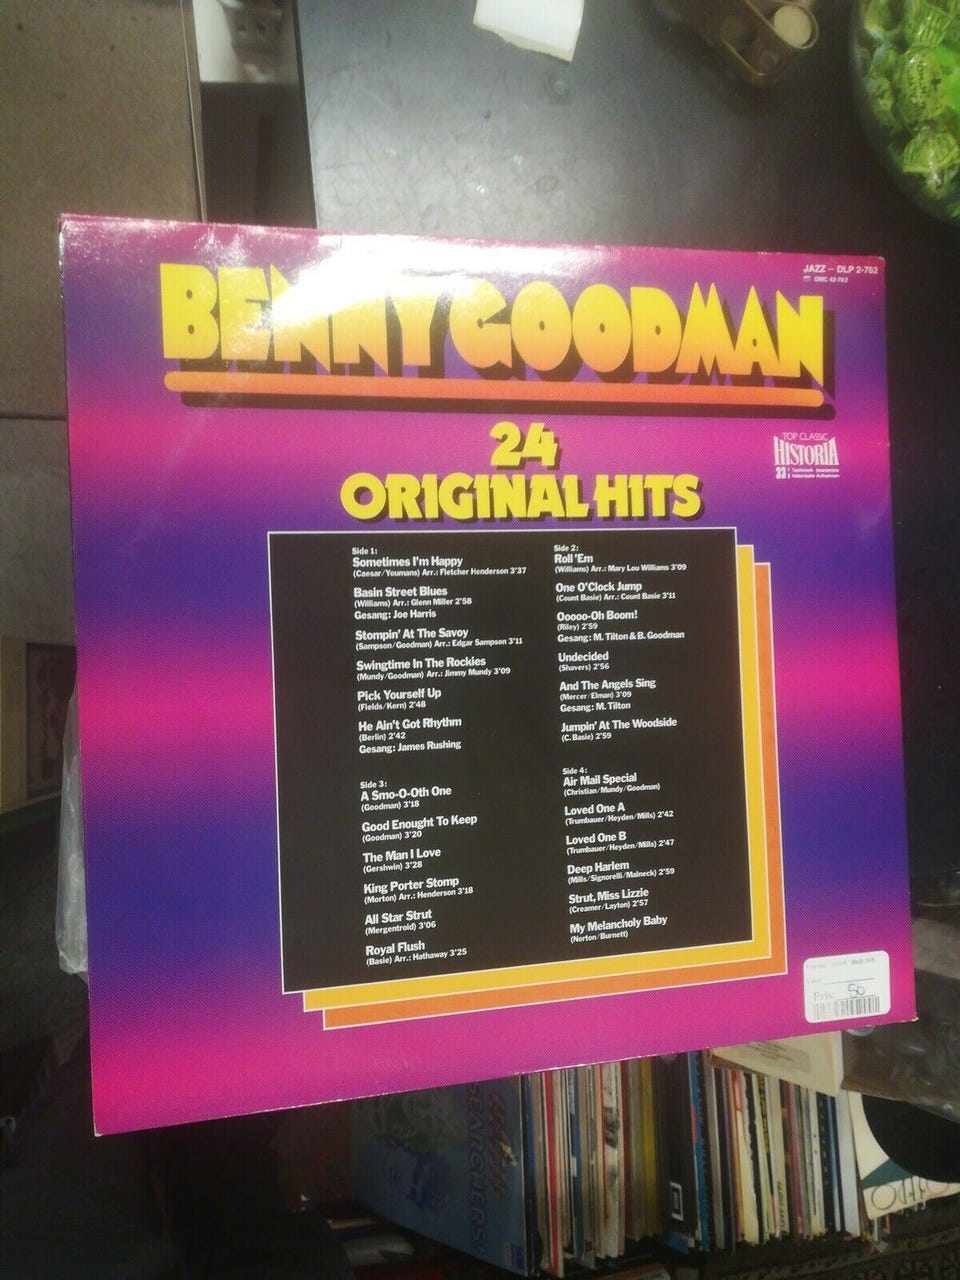 JAZZ – DLP 2-762
BENNY GOODMAN
24
ORIGINAL HITS
TOP CLASSIC
HISTORIA
33
Technisch bearbeitete
historische Aufnahmen
Side 1:
Sometimes I'm Happy
(Caesar/Youmans) Arr.: Fletcher Henderson 3'37
Basin Street Blues
(Williams) Arr.: Glenn Miller 2'58
Gesang: Joe Harris
Stompin' At The Savoy
(Sampson/Goodman) Arr.: Edgar Sampson 3'11
Swingtime In The Rockies
(Mundy/Goodman) Arr.: Jimmy Mundy 3'09
Pick Yourself Up
(Fields/Kern) 2'48
He Ain't Got Rhythm
(Berlin) 2'42
Gesang: James Rushing
Side 2:
Roll 'Em
(Williams) Arr.: Mary Lou Williams 3'09
One O'Clock Jump
(Count Basie) Arr.: Count Basie 3'11
Ooooo-Oh Boom!
(Riley) 2'59
Gesang: M. Tilton & B. Goodman
Undecided
(Shavers) 2'56
And The Angels Sing
(Mercer/Elman) 3'09
Gesang: M. Tilton
Jumpin' At The Woodside
(C. Basie) 2'59
Side 3:
A Smo-O-Oth One
(Goodman) 3'18
Good Enought To Keep
(Goodman) 3'20
The Man I Love
(Gershwin) 3'28
King Porter Stomp
(Morton) Arr.: Henderson 3'18
All Star Strut
(Mergentroid) 3'06
Royal Flush
(Basie) Arr.: Hathaway 3'25
Side 4:
Air Mail Special
(Christian/Mundy/Goodman)
Loved One A
(Trumbauer/Heyden/Mills) 2'42
Loved One B
(Trumbauer/Heyden/Mills) 2'47
Deep Harlem
(Mills/Signorelli/Malneck) 2'59
Strut, Miss Lizzie
(Creamer/Layton) 2'57
My Melancholy Baby
(Norton/Burnett)
Pris: 50
SEARCHERS